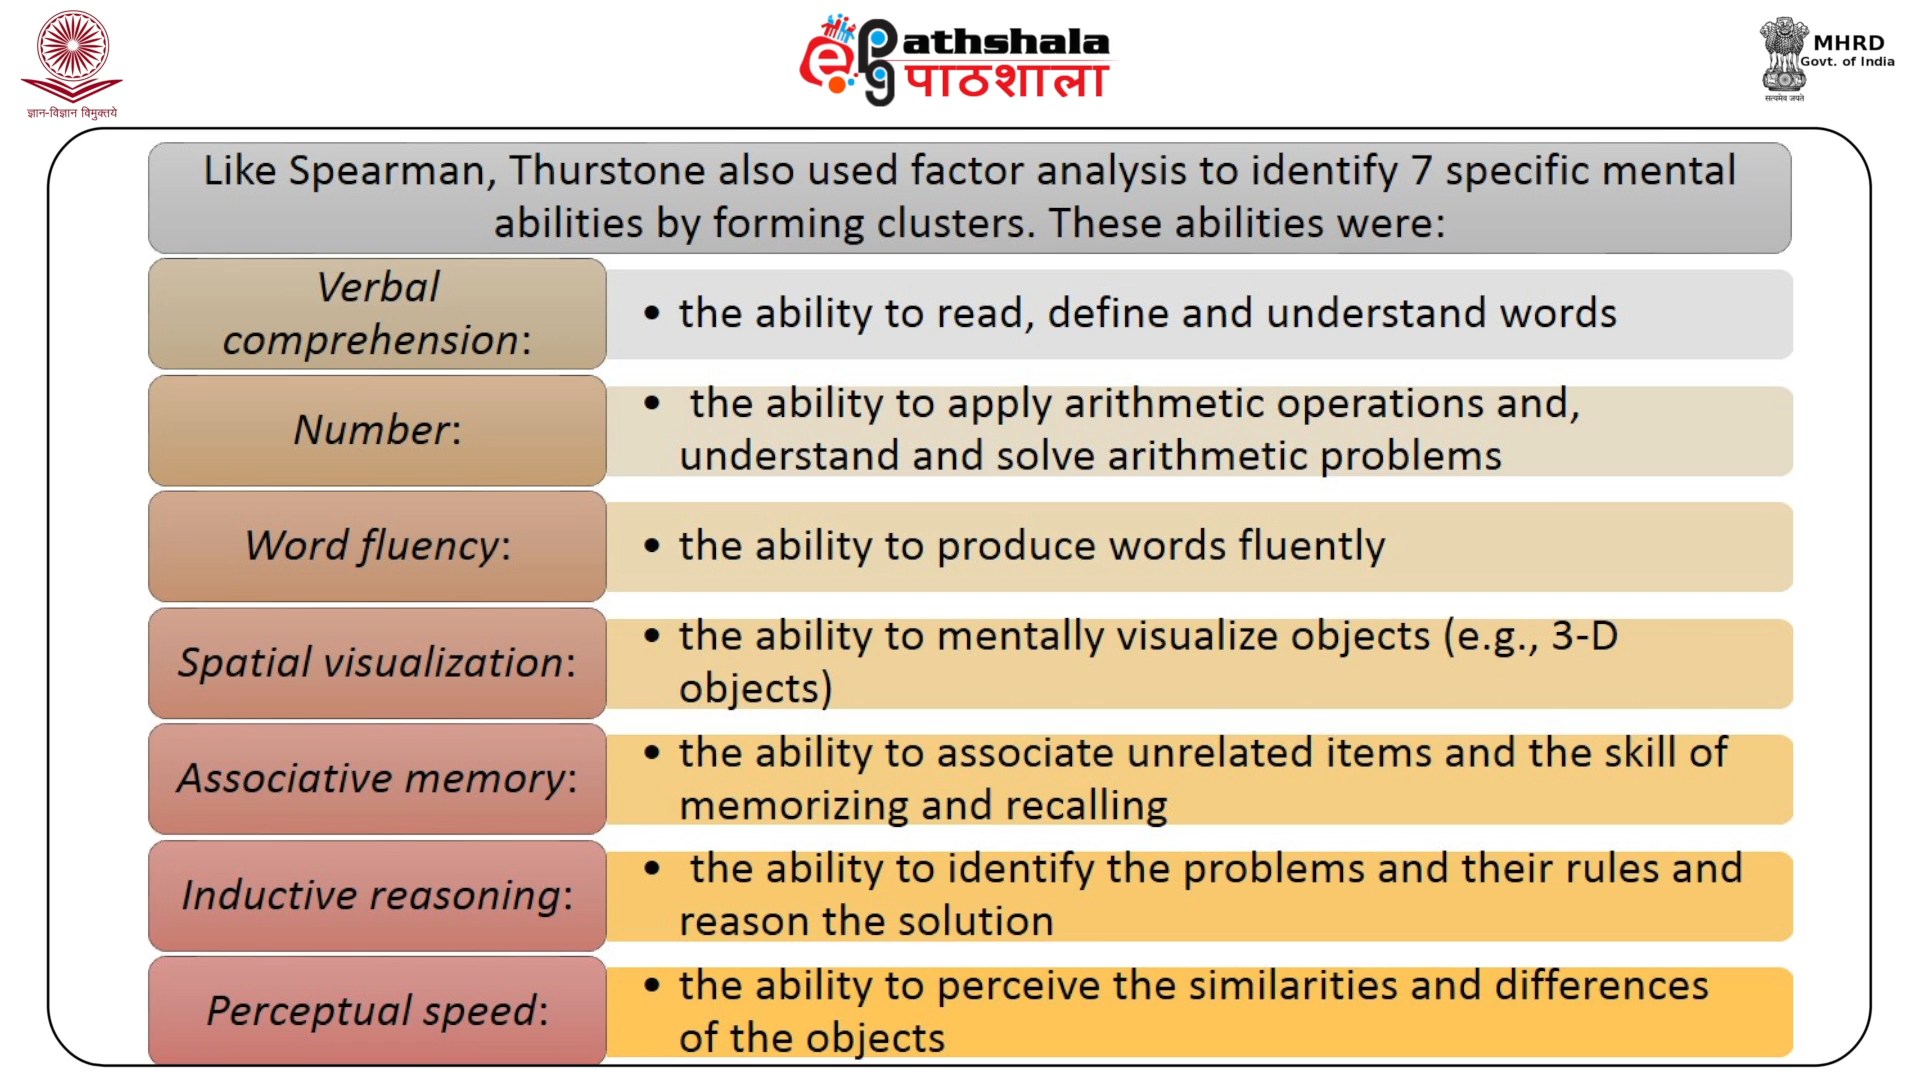 ज्ञान-विज्ञान विमुक्तये
athshala
पाठशाला
MHRD
Govt. of India
सत्यमेव जयते
Like Spearman, Thurstone also used factor analysis to identify 7 specific mental
abilities by forming clusters. These abilities were:
Verbal
comprehension:
• the ability to read, define and understand words
Number:
• the ability to apply arithmetic operations and,
understand and solve arithmetic problems
Word fluency:
• the ability to produce words fluently
Spatial visualization:
• the ability to mentally visualize objects (e.g., 3-D
objects)
Associative memory:
• the ability to associate unrelated items and the skill of
memorizing and recalling
Inductive reasoning:
• the ability to identify the problems and their rules and
reason the solution
Perceptual speed:
• the ability to perceive the similarities and differences
of the objects